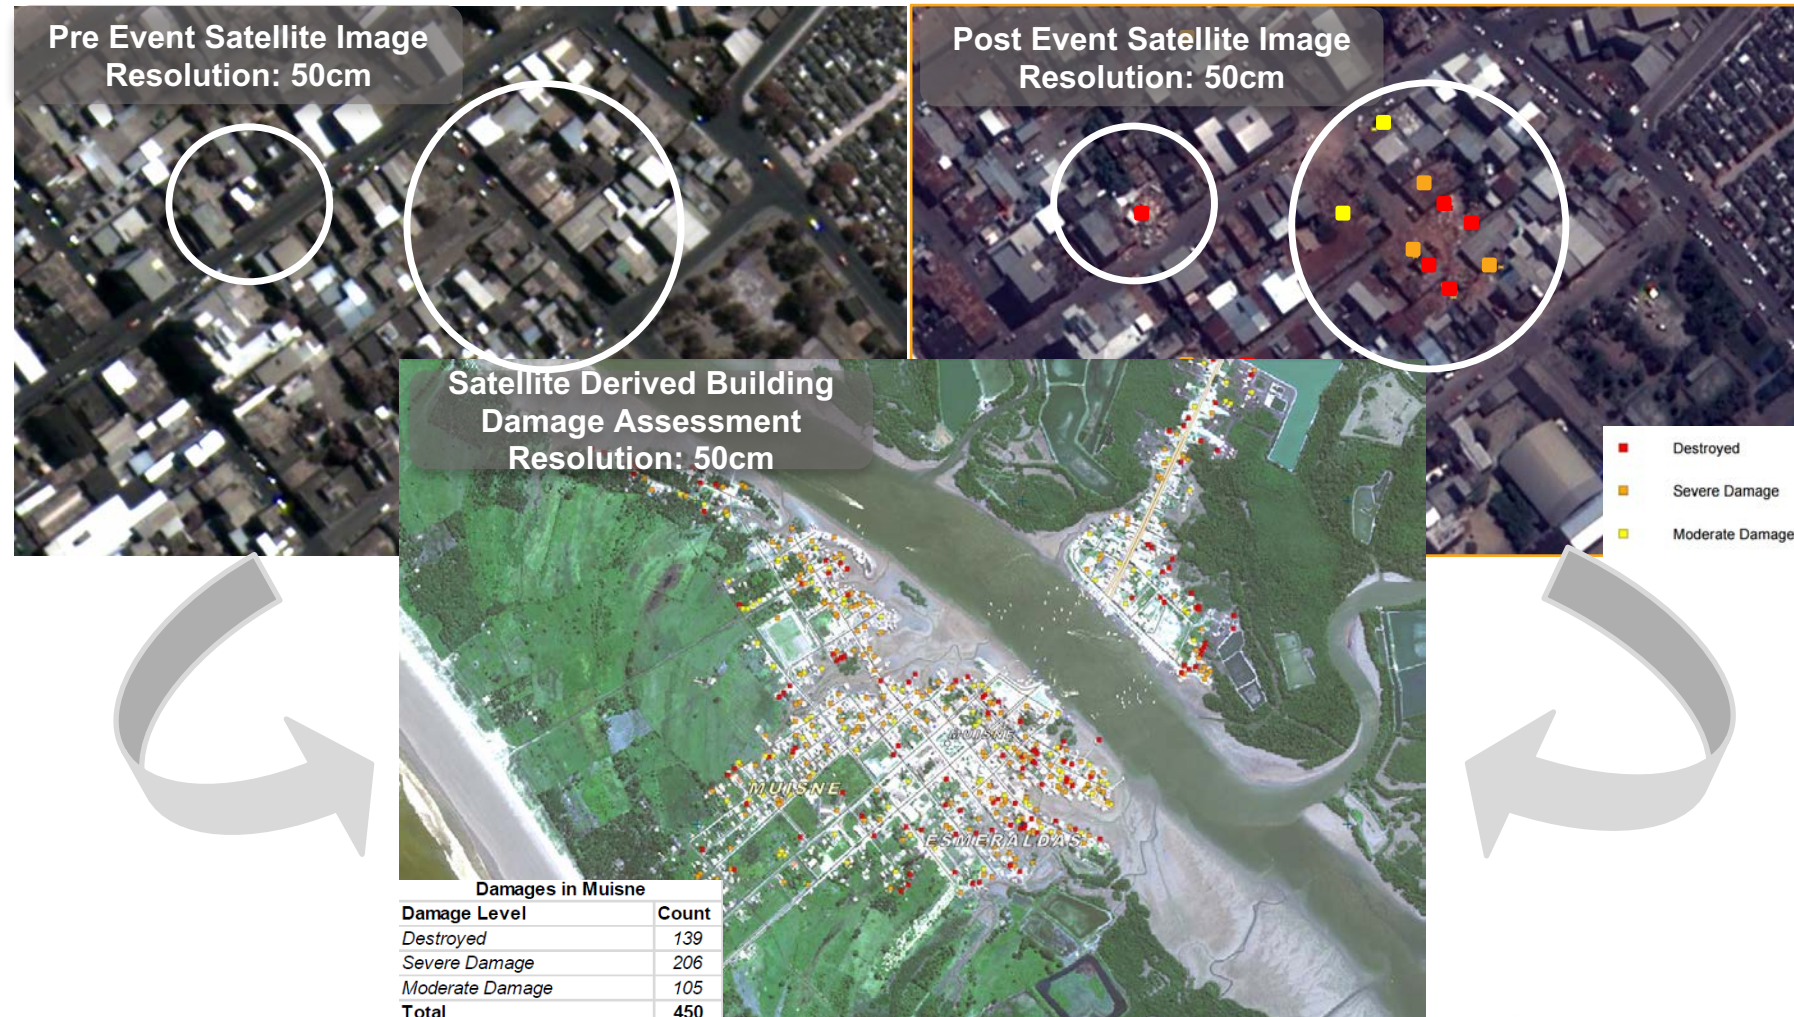 Pre Event Satellite Image
Resolution: 50cm
Post Event Satellite Image
Resolution: 50cm
Satellite Derived Building
Damage Assessment
Resolution: 50cm
Destroyed
Severe Damage
Moderate Damage
MUISNE
MUISNE
ESMERALDAS
Damages in Muisne
Damage Level Count
Destroyed 139
Severe Damage 206
Moderate Damage 105
Total 450